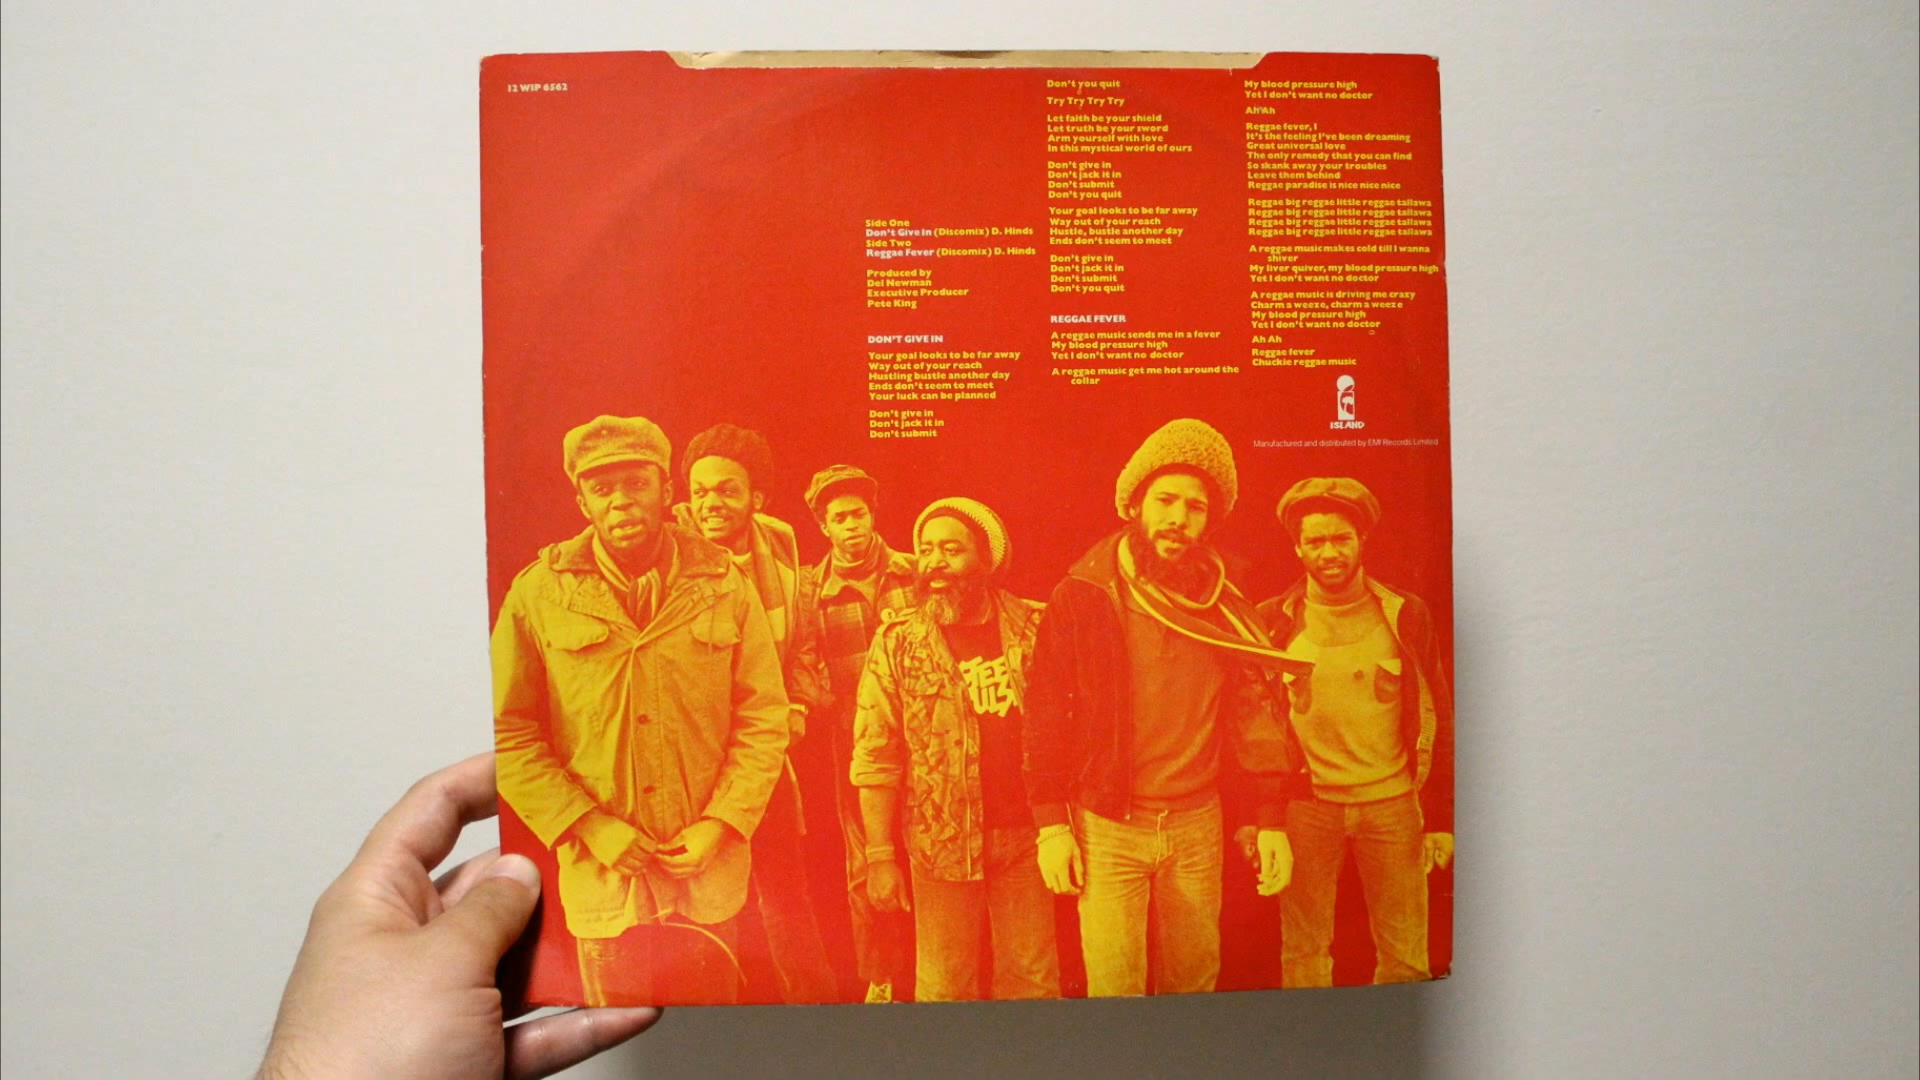 12 WIP 6562
Side One
Don't Give In (Discomix) D. Hinds
Side Two
Reggae Fever (Discomix) D. Hinds
Produced by
Del Newman
Executive Producer
Pete King
DON'T GIVE IN
Your goal looks to be far away
Way out of your reach
Hustling bustle another day
Ends don't seem to meet
Your luck can be planned
Don't give in
Don't jack it in
Don't submit
Don't you quit
Try Try Try Try
Let faith be your shield
Let truth be your sword
Arm yourself with love
In this mystical world of ours
Don't give in
Don't jack it in
Don't submit
Don't you quit
Your goal looks to be far away
Way out of your reach
Hustle, bustle another day
Ends don't seem to meet
Don't give in
Don't jack it in
Don't submit
Don't you quit
REGGAE FEVER
A reggae music sends me in a fever
My blood pressure high
Yet I don't want no doctor
A reggae music get me hot around the
collar
My blood pressure high
Yet I don't want no doctor
Ah Ah
Reggae fever, I
It's the feeling I've been dreaming
Great universal love
The only remedy that you can find
So skank away your troubles
Leave them behind
Reggae paradise is nice nice nice
Reggae big reggae little reggae tallawa
Reggae big reggae little reggae tallawa
Reggae big reggae little reggae tallawa
Reggae big reggae little reggae tallawa
A reggae music makes cold till I wanna
shiver
My liver quiver, my blood pressure high
Yet I don't want no doctor
A reggae music is driving me crazy
Charm a weeze, charm a weeze
My blood pressure high
Yet I don't want no doctor
Ah Ah
Reggae fever
Chuckie reggae music
ISLAND
Manufactured and distributed by EMI Records Limited